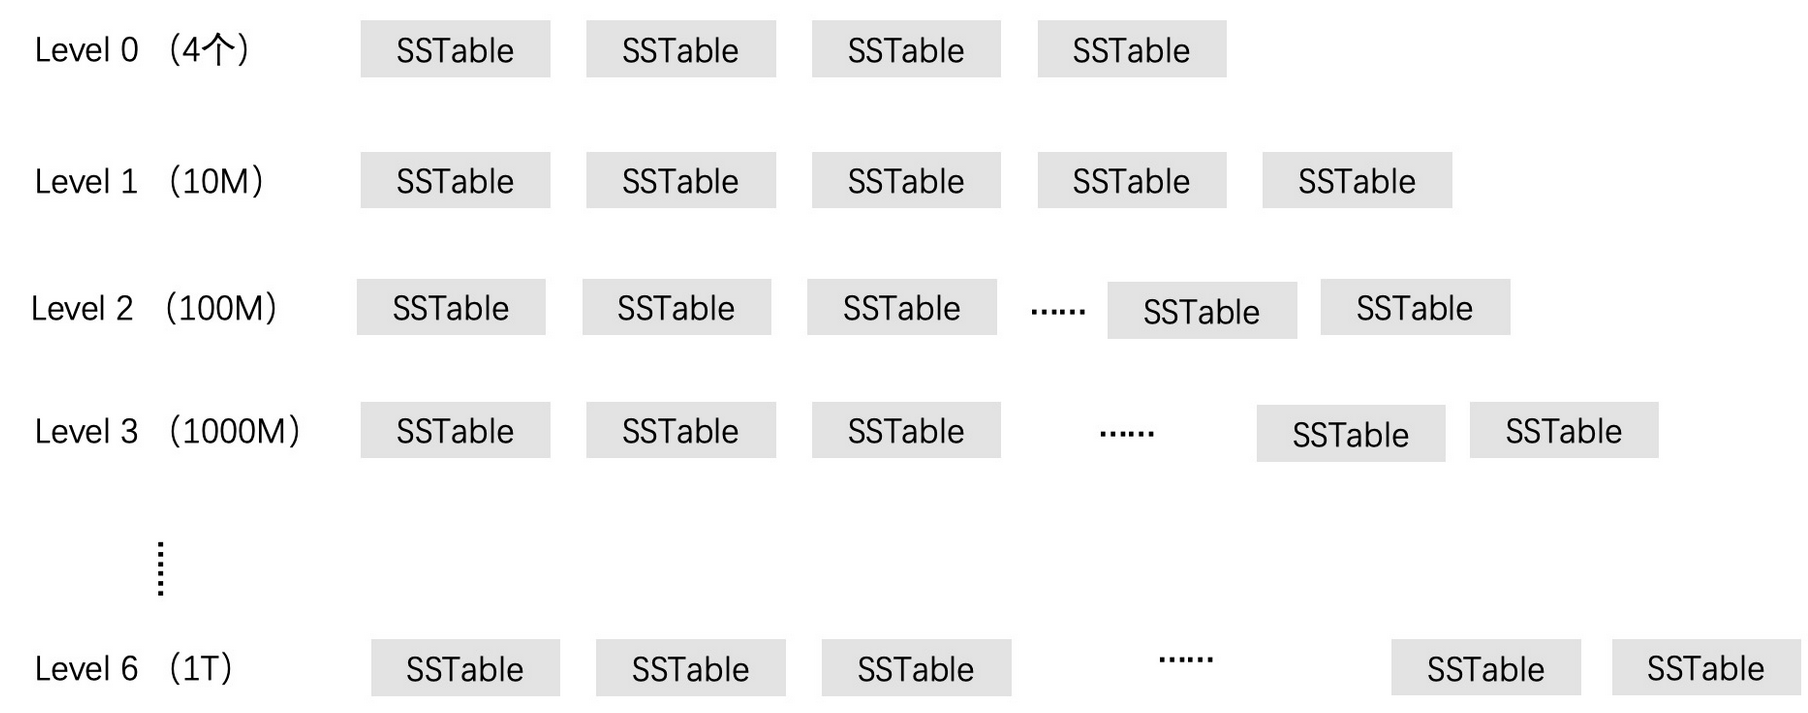 Level 0 （4个） SSTable SSTable SSTable SSTable
Level 1 （10M） SSTable SSTable SSTable SSTable SSTable
Level 2 （100M） SSTable SSTable SSTable …… SSTable SSTable
Level 3 （1000M） SSTable SSTable SSTable …… SSTable SSTable
……
Level 6 （1T） SSTable SSTable SSTable …… SSTable SSTable